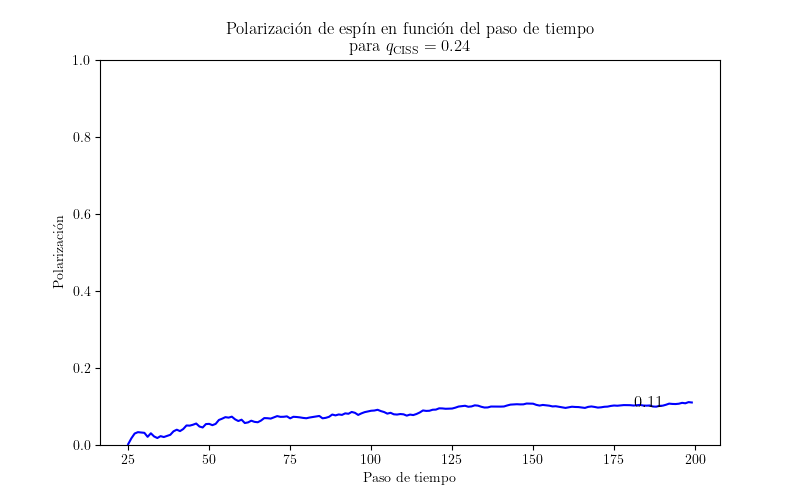 Polarización de espín en función del paso de tiempo
para q_CISS = 0.24
1.0
0.8
0.6
0.4
0.2
0.0
Polarización
0.11
25 50 75 100 125 150 175 200
Paso de tiempo